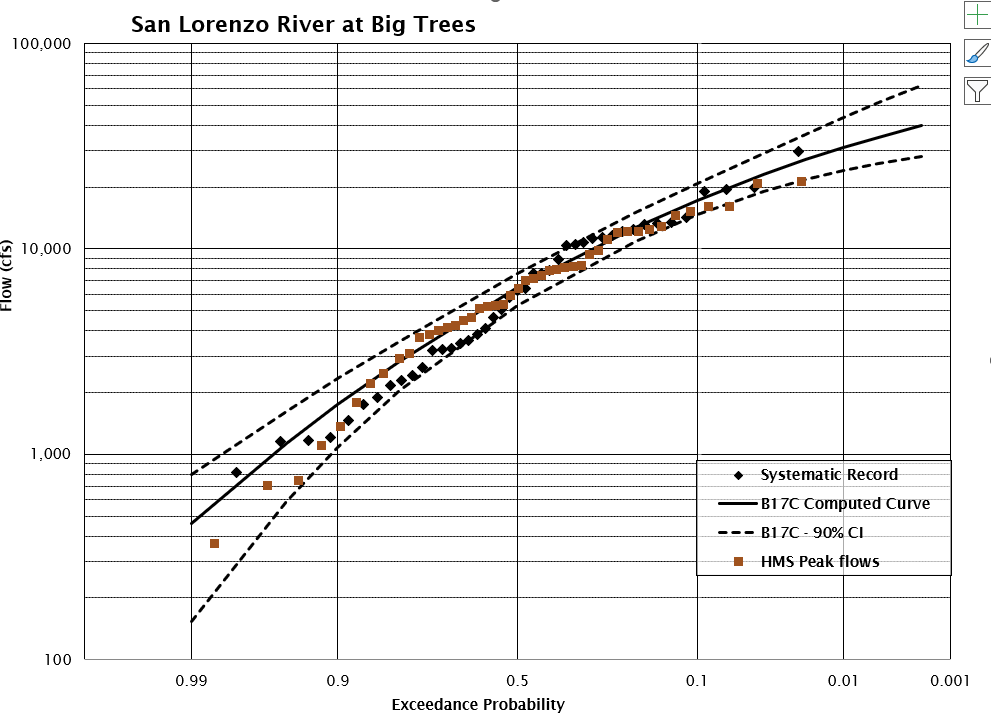 San Lorenzo River at Big Trees
100,000
10,000
1,000
100
Flow (cfs)
Systematic Record
B17C Computed Curve
B17C - 90% CI
HMS Peak flows
0.99
0.9
0.5
0.1
0.01
0.001
Exceedance Probability